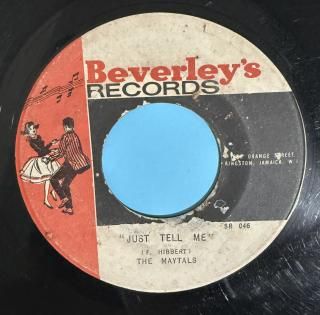 Beverley's
RECORDS
ORANGE STREET,
KINGSTON, JAMAICA, W.I
SR 046
"JUST TELL ME"
(F. HIBBERT)
THE MAYTALS